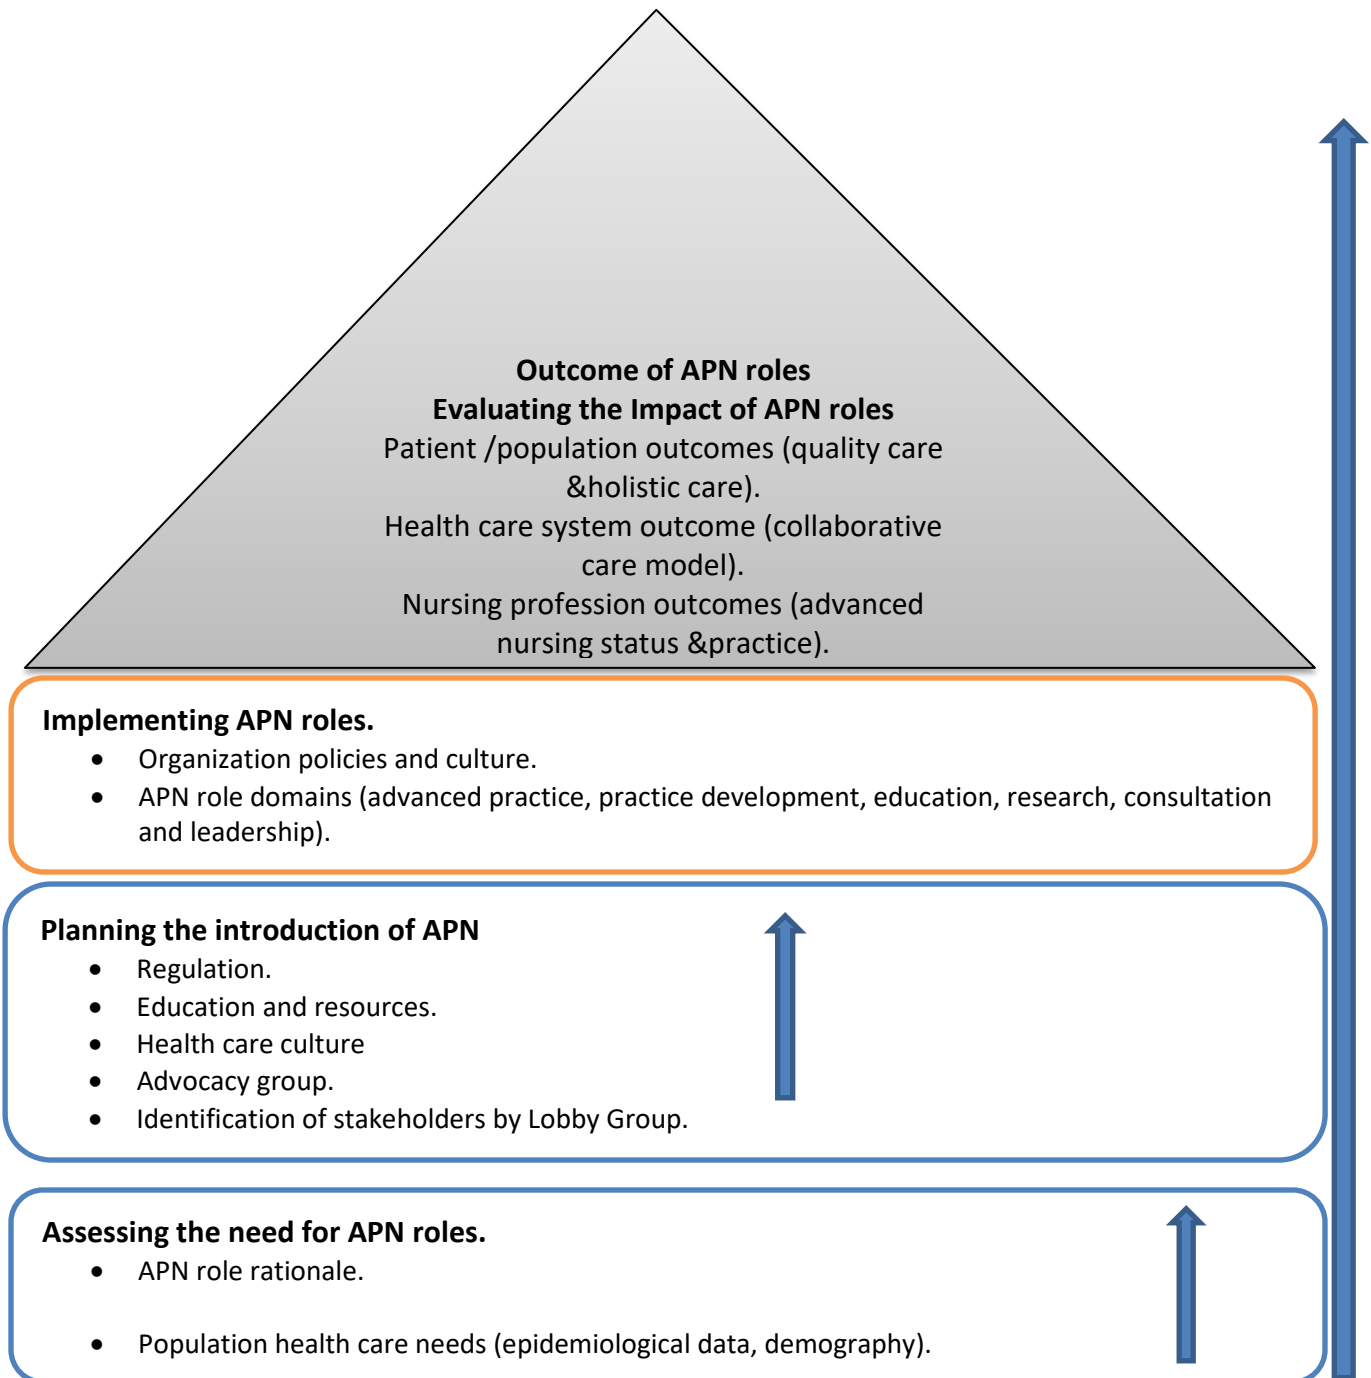 Outcome of APN roles
Evaluating the Impact of APN roles
Patient /population outcomes (quality care
&holistic care).
Health care system outcome (collaborative
care model).
Nursing profession outcomes (advanced
nursing status &practice).
Implementing APN roles.
• Organization policies and culture.
• APN role domains (advanced practice, practice development, education, research, consultation
and leadership).
Planning the introduction of APN
• Regulation.
• Education and resources.
• Health care culture
• Advocacy group.
• Identification of stakeholders by Lobby Group.
Assessing the need for APN roles.
• APN role rationale.
• Population health care needs (epidemiological data, demography).